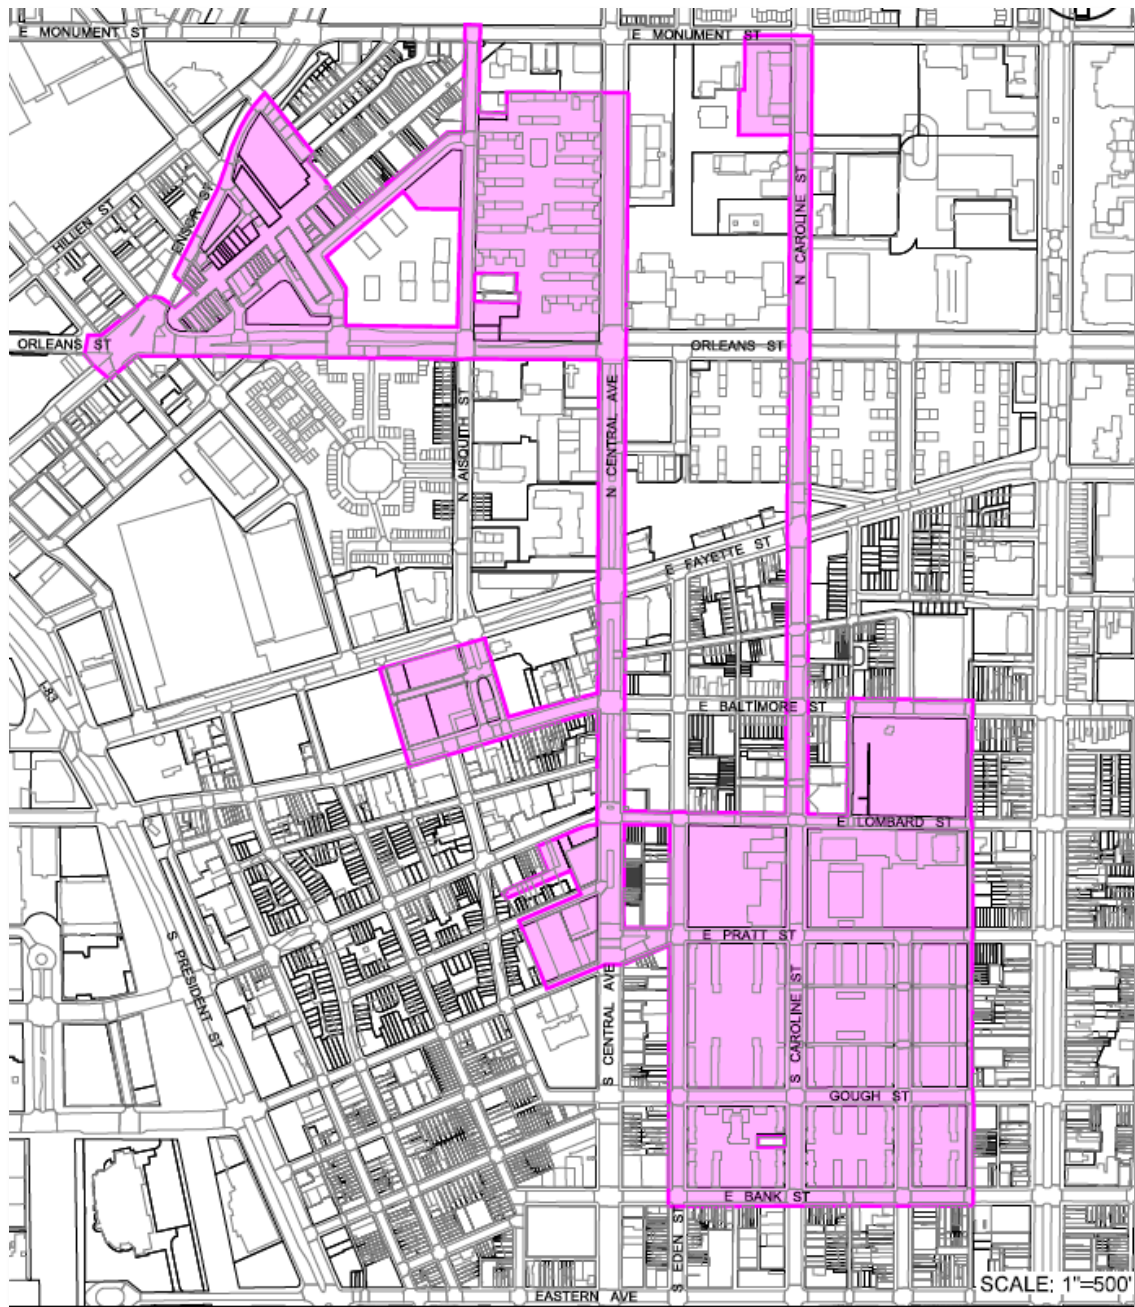 E MONUMENT ST
E MONUMENT ST
HILLEN ST
ENSOR ST
N CAROLINE ST
ORLEANS ST
ORLEANS ST
N AISQUITH ST
N CENTRAL AVE
E FAYETTE ST
I-83
E BALTIMORE ST
E LOMBARD ST
E PRATT ST
S PRESIDENT ST
S CENTRAL AVE
S CAROLINE ST
GOUGH ST
E BANK ST
S EDEN ST
SCALE: 1"=500'
EASTERN AVE